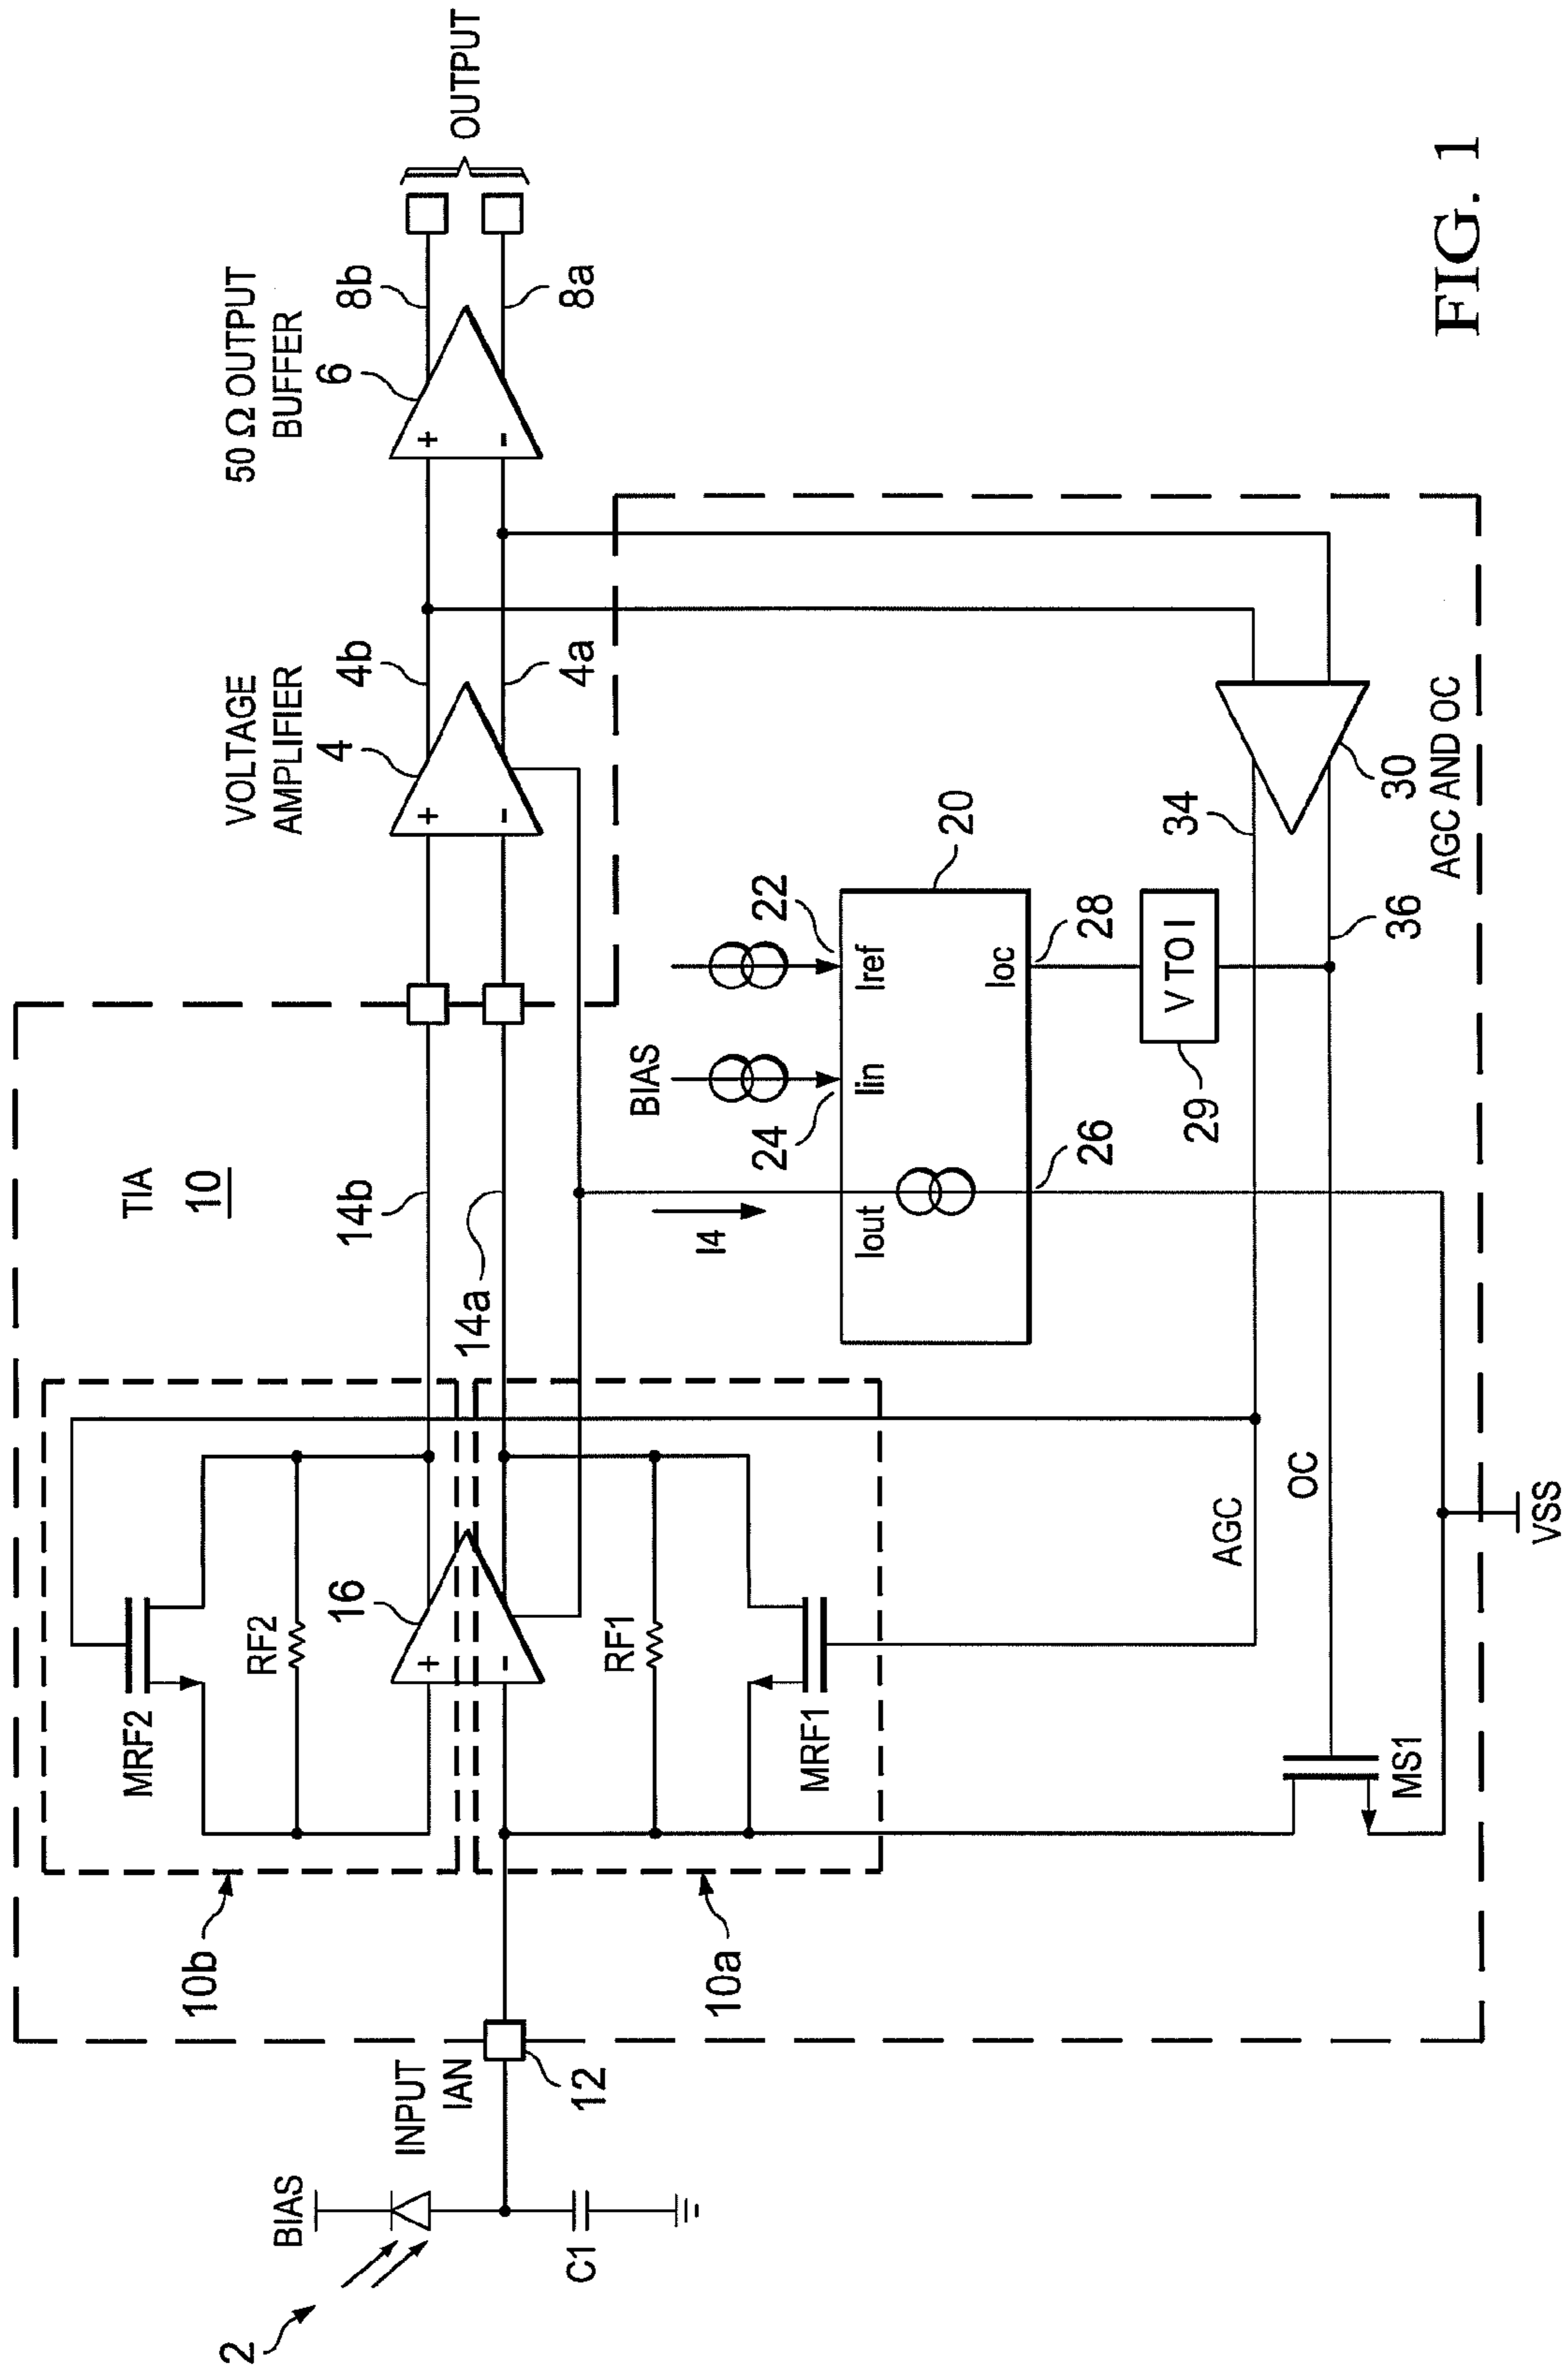 50 Ω OUTPUT
BUFFER
6
8b
8a
OUTPUT
VOLTAGE
AMPLIFIER
4
4b
4a
+
-
+
-
TIA
10
14b
14a
MRF2
RF2
16
+
-
RF1
MRF1
10b
10a
BIAS
2
C1
INPUT
IAN
12
I4
BIAS
24
22
20
Iout
Iin
Iref
Ioc
26
28
V TO I
29
34
36
30
AGC AND OC
AGC
OC
MS1
VSS
FIG. 1